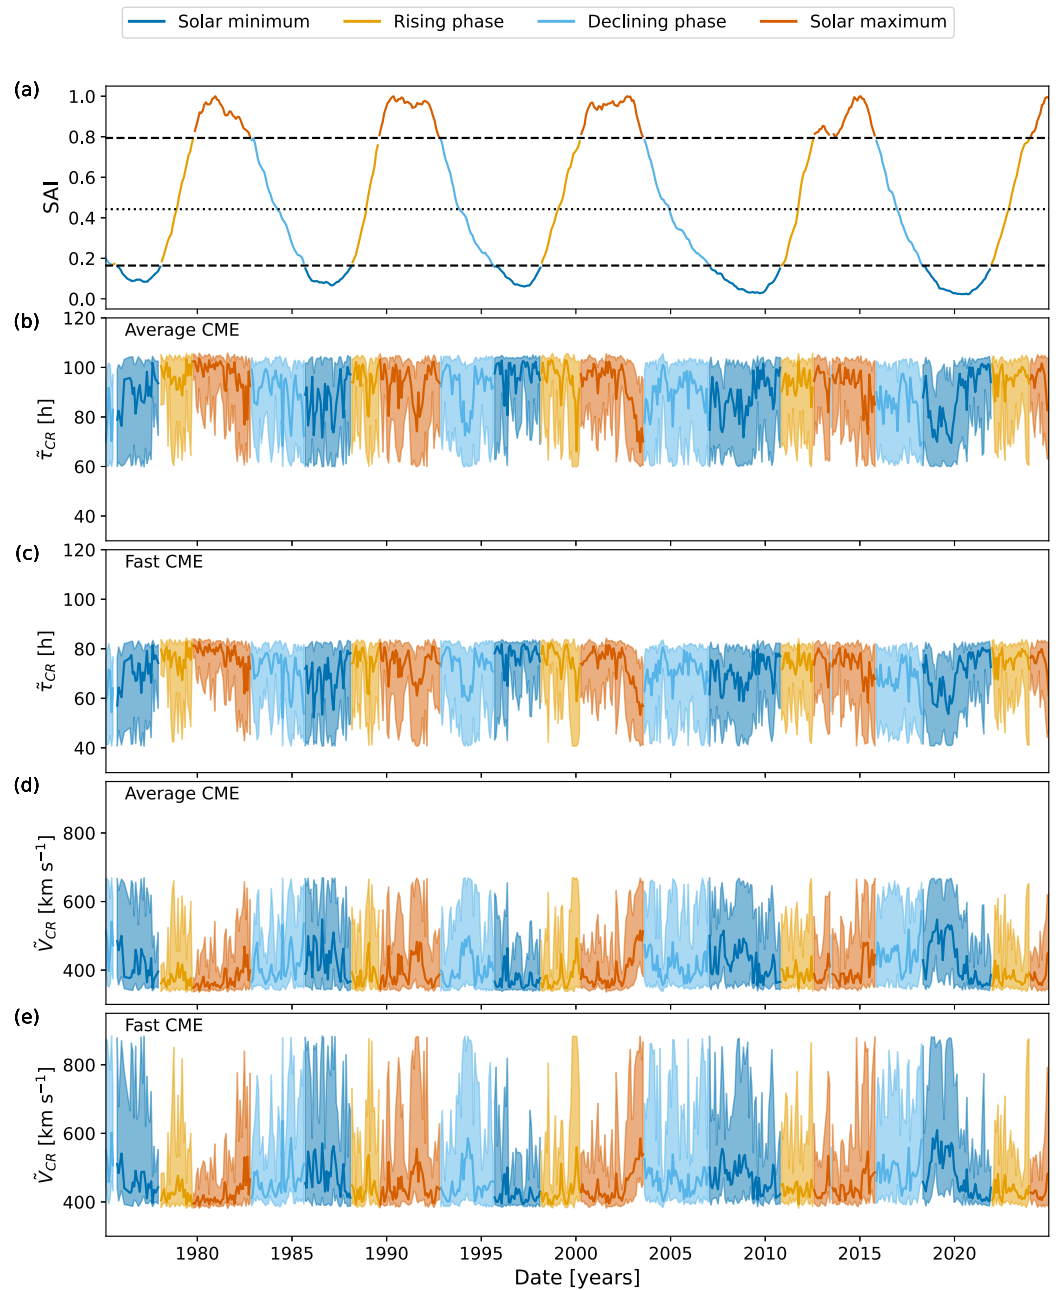 Solar minimum Rising phase Declining phase Solar maximum
(a)
1.0
0.8
0.6
0.4
0.2
0.0
SAI
(b)
Average CME
120
100
80
60
40
τ̃CR [h]
(c)
Fast CME
120
100
80
60
40
τ̃CR [h]
(d)
Average CME
800
600
400
ṼCR [km s⁻¹]
(e)
Fast CME
800
600
400
ṼCR [km s⁻¹]
1980 1985 1990 1995 2000 2005 2010 2015 2020
Date [years]